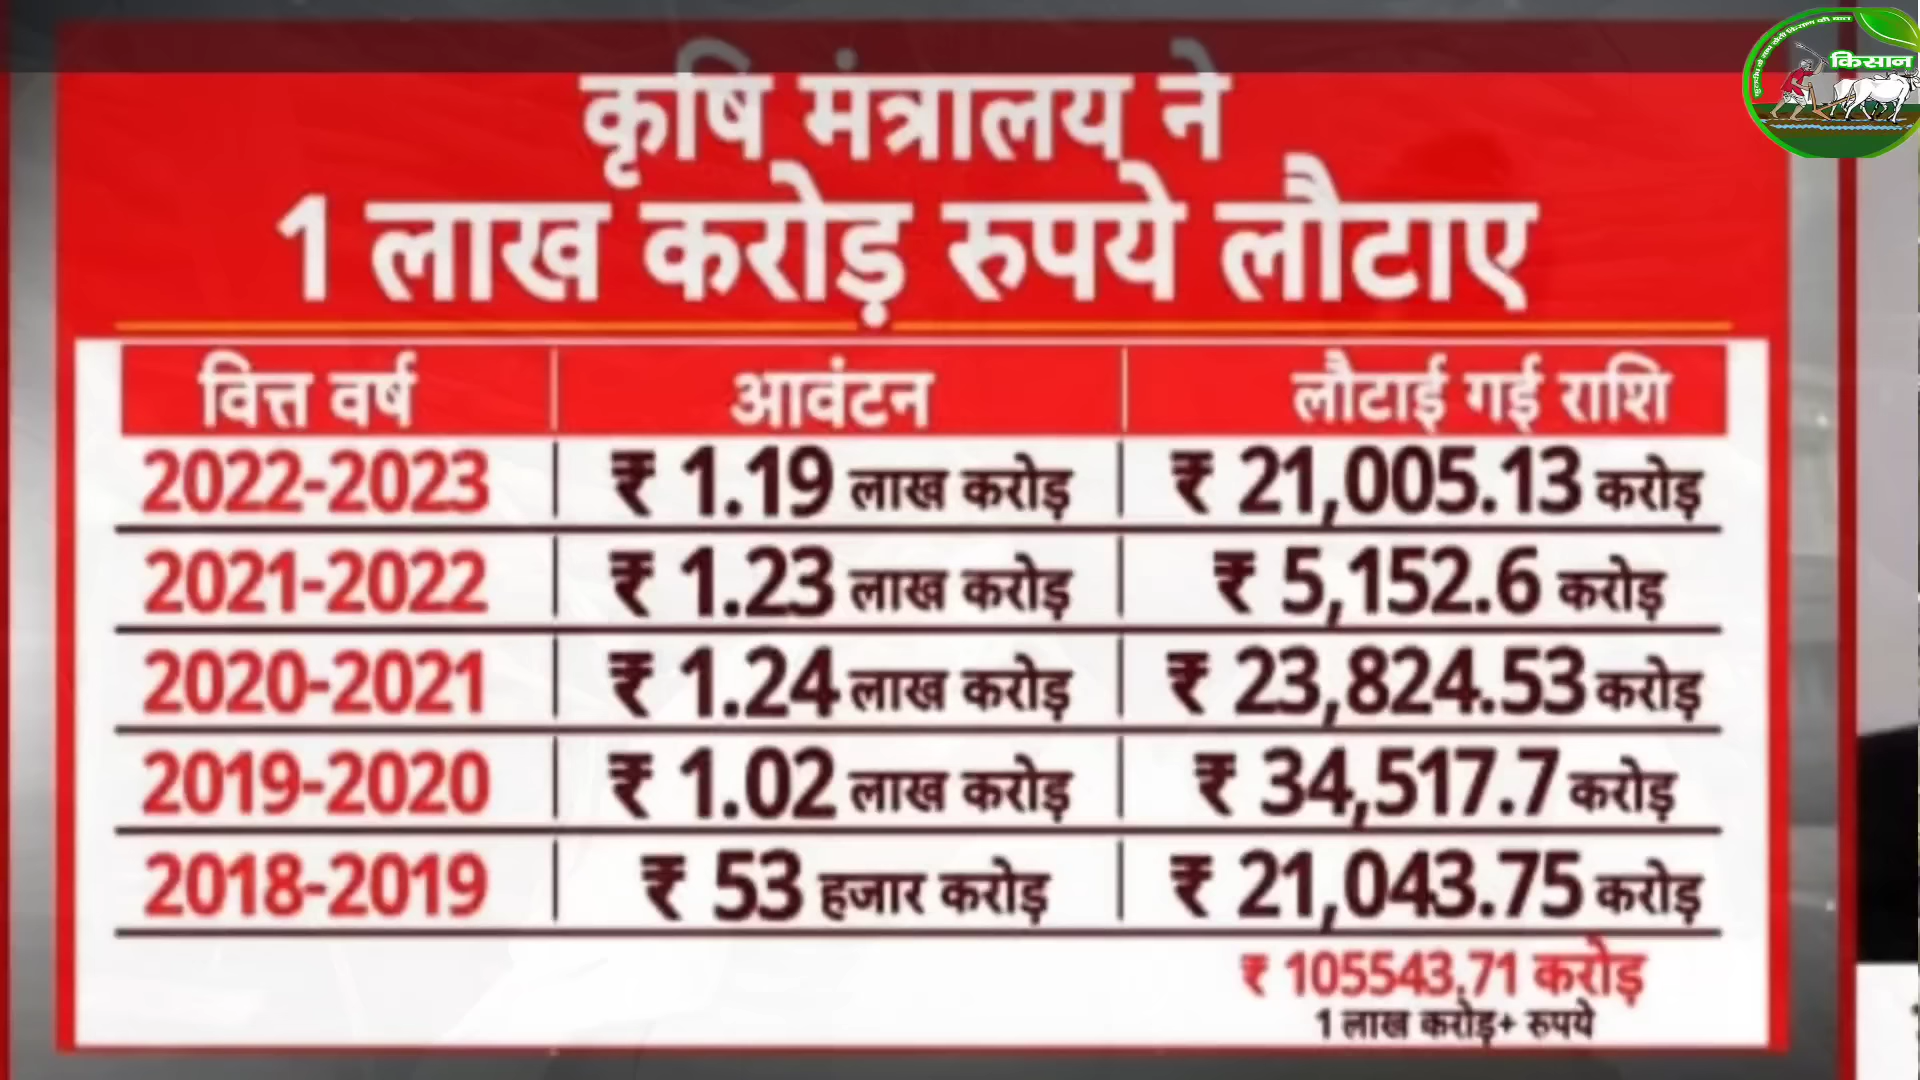 कृषि मंत्रालय ने
1 लाख करोड़ रुपये लौटाए
किसान
वित्त वर्ष आवंटन लौटाई गई राशि
2022-2023 ₹ 1.19 लाख करोड़ ₹ 21,005.13 करोड़
2021-2022 ₹ 1.23 लाख करोड़ ₹ 5,152.6 करोड़
2020-2021 ₹ 1.24 लाख करोड़ ₹ 23,824.53 करोड़
2019-2020 ₹ 1.02 लाख करोड़ ₹ 34,517.7 करोड़
2018-2019 ₹ 53 हजार करोड़ ₹ 21,043.75 करोड़
₹ 105543.71 करोड़
1 लाख करोड़+ रुपये